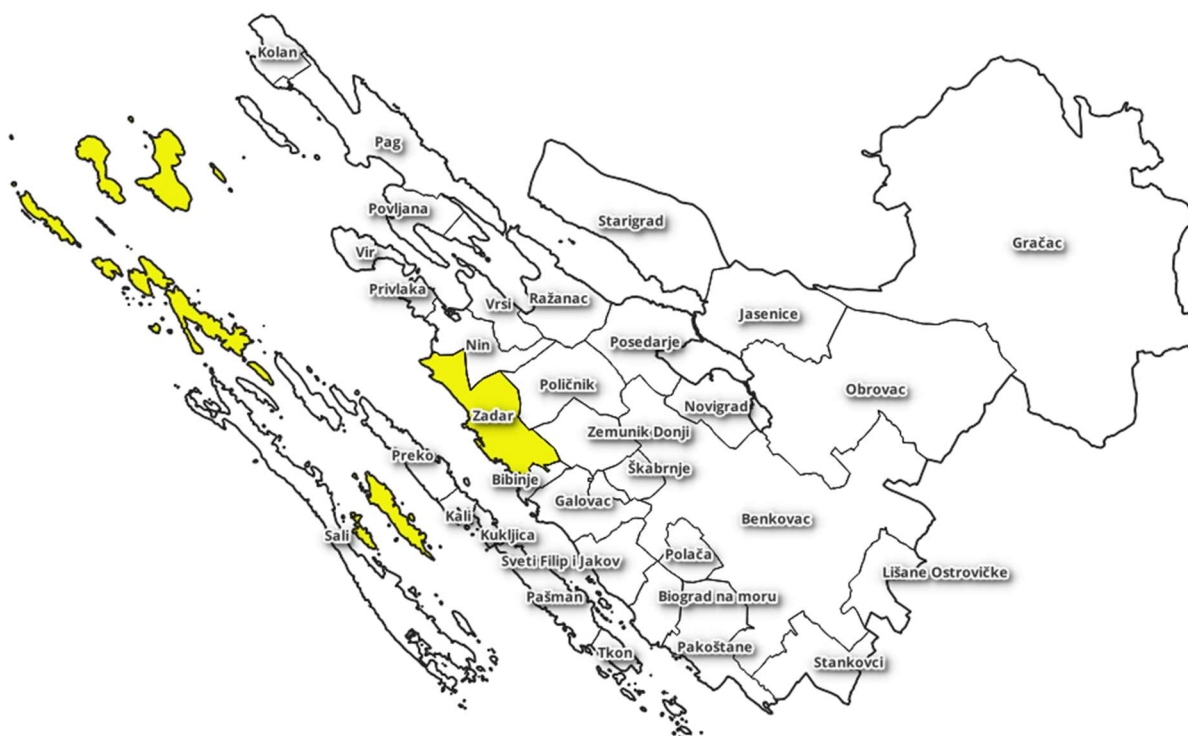 Kolan
Pag
Povljana
Starigrad
Gračac
Vir
Privlaka
Vrsi
Ražanac
Jasenice
Nin
Posedarje
Poličnik
Obrovac
Novigrad
Zadar
Zemunik Donji
Preko
Škabrnje
Bibinje
Galovac
Kali
Benkovac
Sali
Kukljica
Polača
Sveti Filip i Jakov
Lišane Ostrovičke
Pašman
Biograd na moru
Tkon
Pakoštane
Stankovci